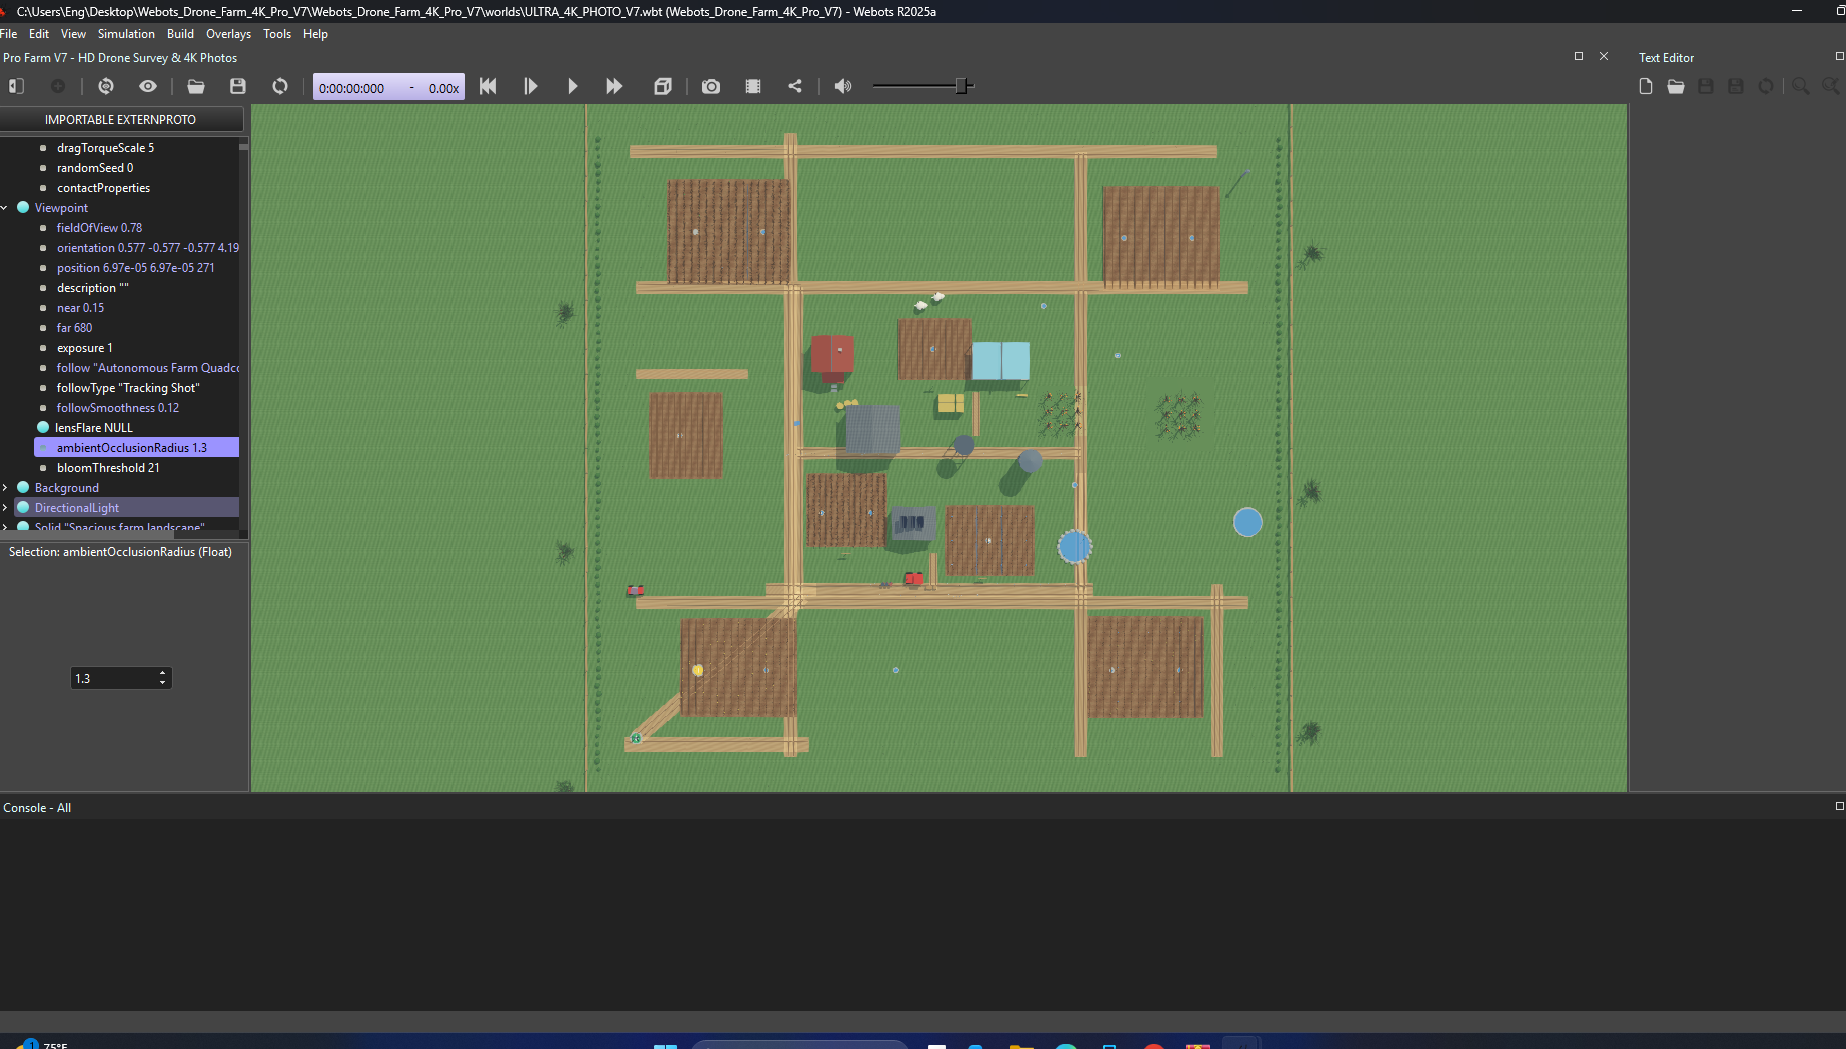 C:\Users\Eng\Desktop\Webots_Drone_Farm_4K_Pro_V7\Webots_Drone_Farm_4K_Pro_V7\worlds\ULTRA_4K_PHOTO_V7.wbt (Webots_Drone_Farm_4K_Pro_V7) - Webots R2025a
File Edit View Simulation Build Overlays Tools Help
Pro Farm V7 - HD Drone Survey & 4K Photos
Text Editor
0:00:00:000 - 0.00x
IMPORTABLE EXTERNPROTO
dragTorqueScale 5
randomSeed 0
contactProperties
Viewpoint
fieldOfView 0.78
orientation 0.577 -0.577 -0.577 4.19
position 6.97e-05 6.97e-05 271
description ""
near 0.15
far 680
exposure 1
follow "Autonomous Farm Quadco
followType "Tracking Shot"
followSmoothness 0.12
lensFlare NULL
ambientOcclusionRadius 1.3
bloomThreshold 21
Background
DirectionalLight
Solid "Spacious farm landscape"
Selection: ambientOcclusionRadius (Float)
1.3
Console - All
1
75°F